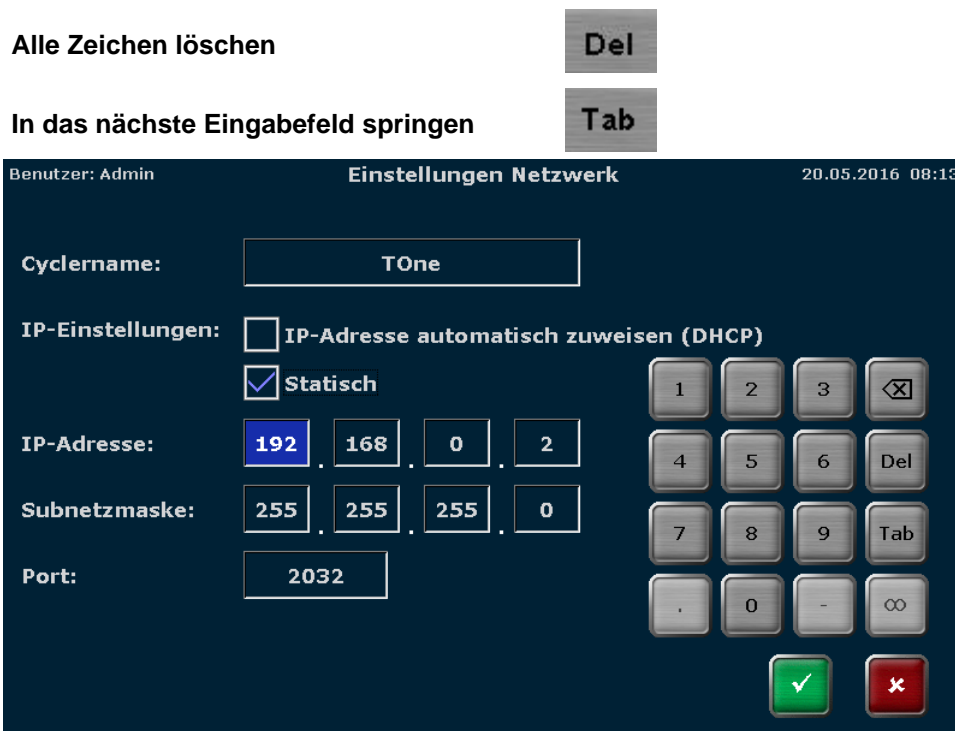 Alle Zeichen löschen Del
In das nächste Eingabefeld springen Tab
Benutzer: Admin Einstellungen Netzwerk 20.05.2016 08:13
Cyclername: TOne
IP-Einstellungen: IP-Adresse automatisch zuweisen (DHCP)
Statisch
1 2 3
IP-Adresse: 192 . 168 . 0 . 2
4 5 6 Del
Subnetzmaske: 255 . 255 . 255 . 0
7 8 9 Tab
Port: 2032
. 0 - ∞